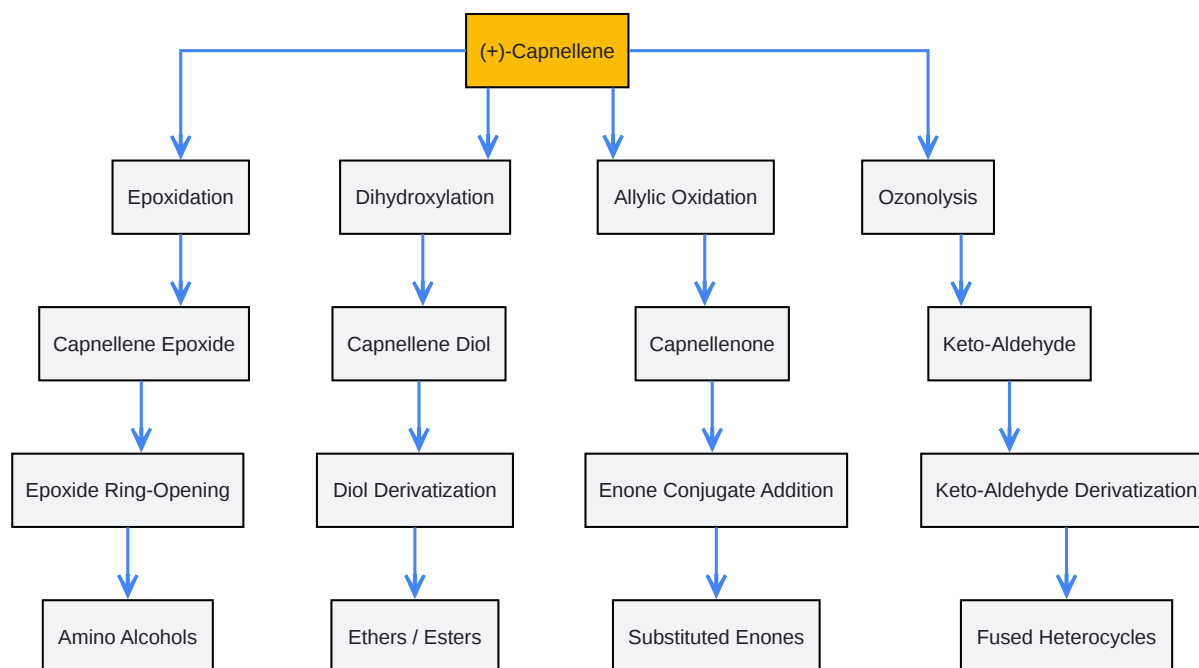 (+)-Capnellene
Epoxidation
Dihydroxylation
Allylic Oxidation
Ozonolysis
Capnellene Epoxide
Capnellene Diol
Capnellenone
Keto-Aldehyde
Epoxide Ring-Opening
Diol Derivatization
Enone Conjugate Addition
Keto-Aldehyde Derivatization
Amino Alcohols
Ethers / Esters
Substituted Enones
Fused Heterocycles